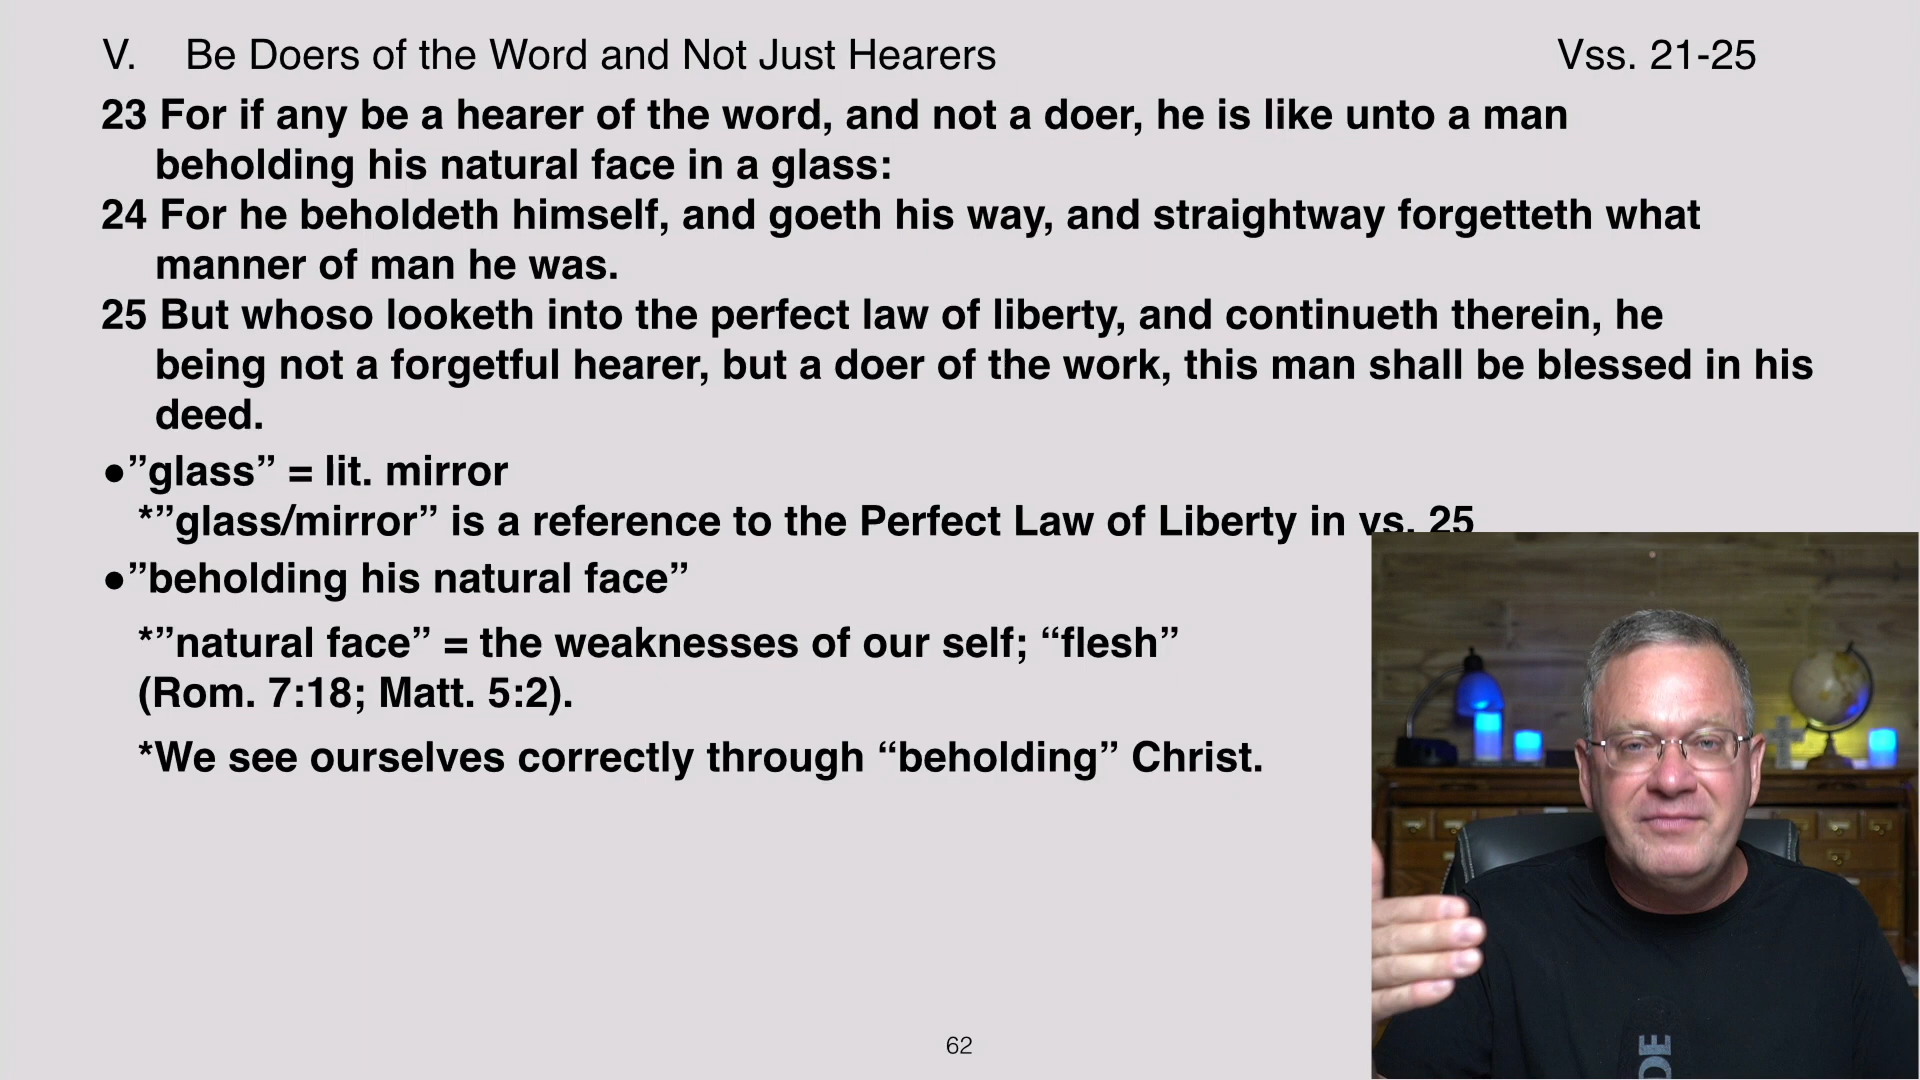 V. Be Doers of the Word and Not Just Hearers Vss. 21-25
23 For if any be a hearer of the word, and not a doer, he is like unto a man
beholding his natural face in a glass:
24 For he beholdeth himself, and goeth his way, and straightway forgetteth what
manner of man he was.
25 But whoso looketh into the perfect law of liberty, and continueth therein, he
being not a forgetful hearer, but a doer of the work, this man shall be blessed in his
deed.
●”glass” = lit. mirror
*”glass/mirror” is a reference to the Perfect Law of Liberty in vs. 25
●”beholding his natural face”
*”natural face” = the weaknesses of our self; “flesh”
(Rom. 7:18; Matt. 5:2).
*We see ourselves correctly through “beholding” Christ.
62